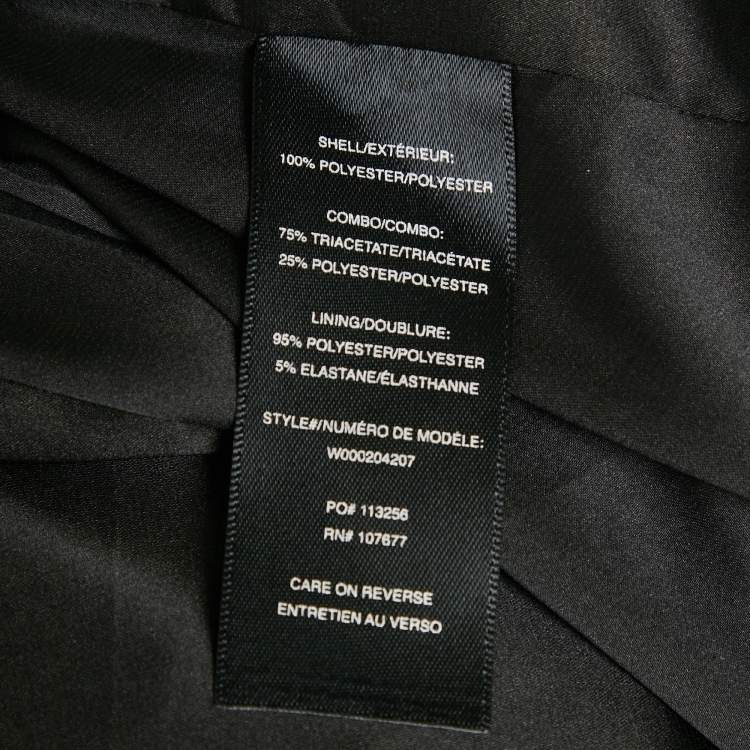 SHELL/EXTÉRIEUR:
100% POLYESTER/POLYESTER
COMBO/COMBO:
75% TRIACETATE/TRIACÉTATE
25% POLYESTER/POLYESTER
LINING/DOUBLURE:
95% POLYESTER/POLYESTER
5% ELASTANE/ÉLASTHANNE
STYLE#/NUMÉRO DE MODÉLE:
W000204207
PO# 113256
RN# 107677
CARE ON REVERSE
ENTRETIEN AU VERSO